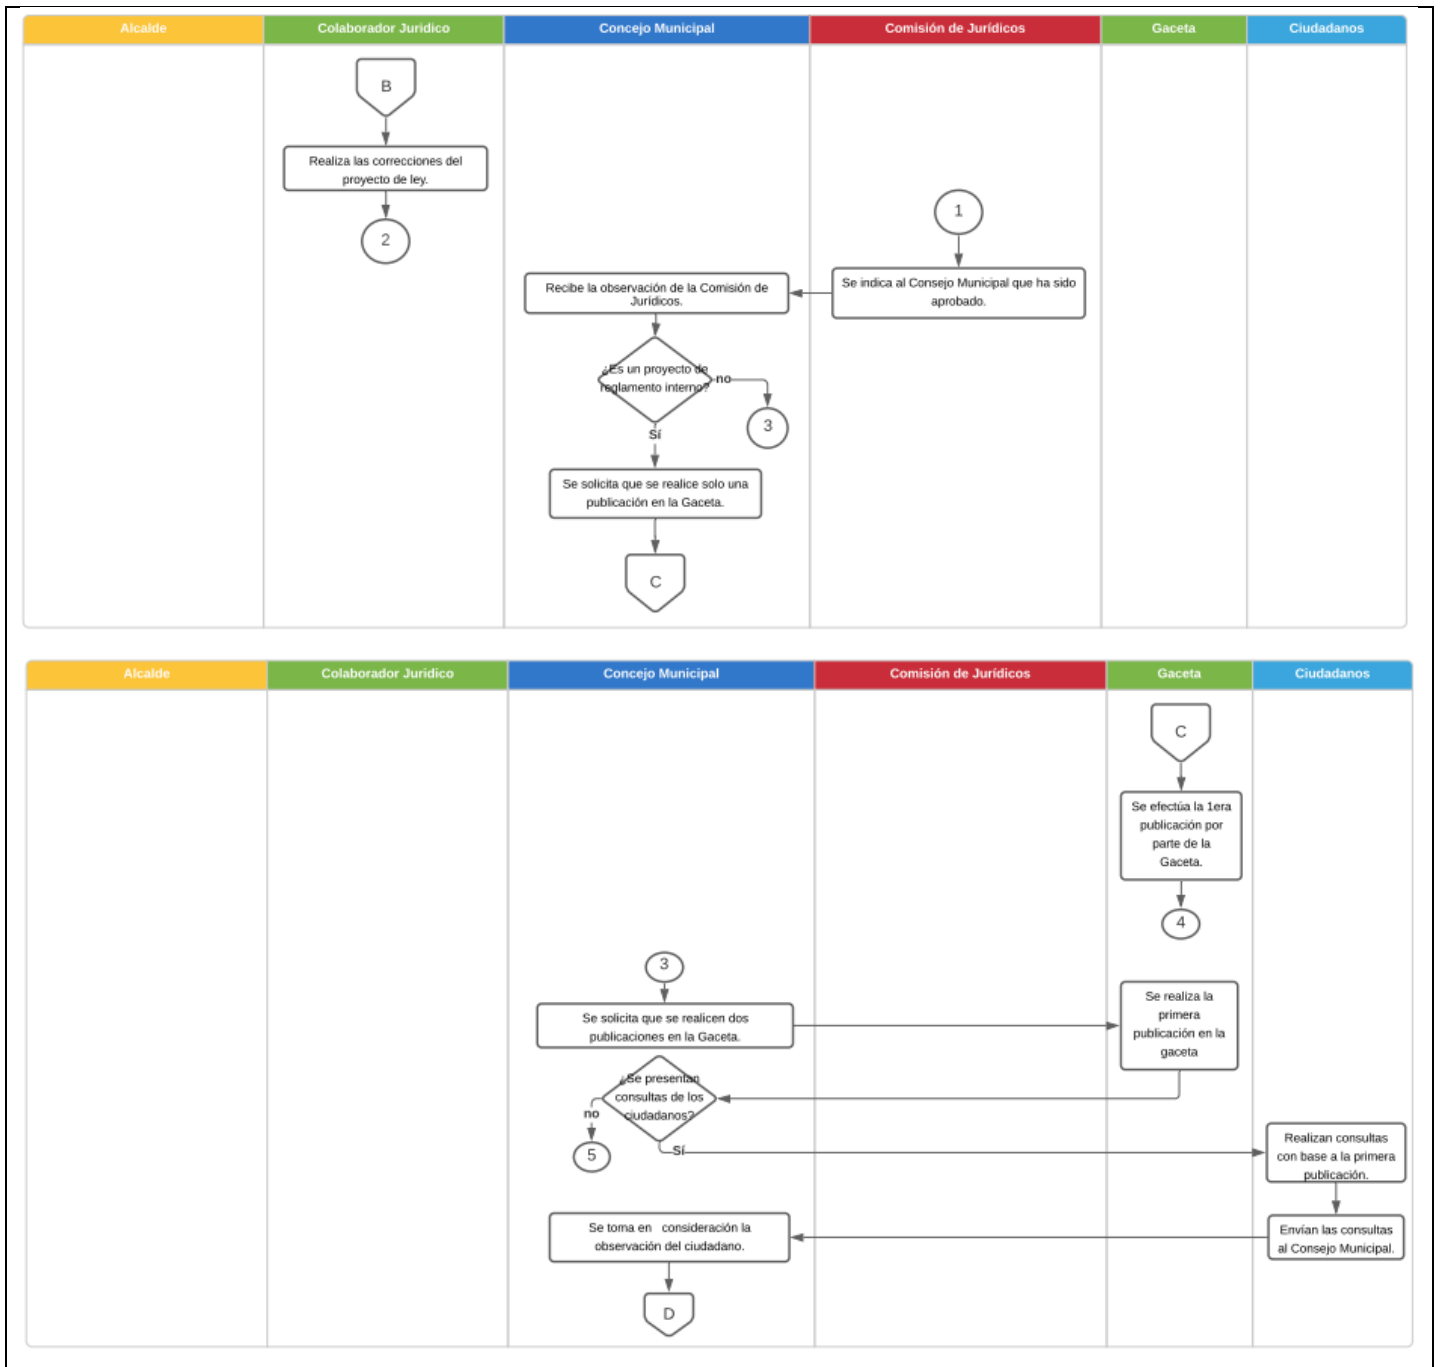 Alcalde
Colaborador Juridico
Concejo Municipal
Comisión de Jurídicos
Gaceta
Ciudadanos
B
Realiza las correcciones del
proyecto de ley.
2
1
Se indica al Consejo Municipal que ha sido
aprobado.
Recibe la observación de la Comisión de
Jurídicos.
¿Es un proyecto de
reglamento interno?
no
3
Sí
Se solicita que se realice solo una
publicación en la Gaceta.
C
Alcalde
Colaborador Juridico
Concejo Municipal
Comisión de Jurídicos
Gaceta
Ciudadanos
C
Se efectúa la 1era
publicación por
parte de la
Gaceta.
4
3
Se solicita que se realicen dos
publicaciones en la Gaceta.
Se realiza la
primera
publicación en la
gaceta
¿Se presentan
consultas de los
ciudadanos?
no
5
Sí
Realizan consultas
con base a la primera
publicación.
Envían las consultas
al Consejo Municipal.
Se toma en consideración la
observación del ciudadano.
D